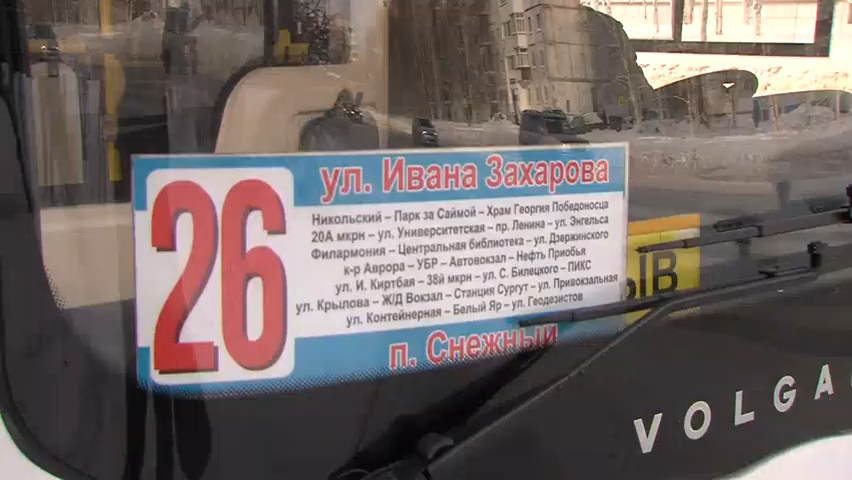 26
ул. Ивана Захарова
Никольский – Парк за Саймой – Храм Георгия Победоносца
20А мкрн – ул. Университетская – пр. Ленина – ул. Энгельса
Филармония – Центральная библиотека – ул. Дзержинского
к-р Аврора – УБР – Автовокзал – Нефть Приобья
ул. И. Киртбая – 38й мкрн – ул. С. Билецкого – ПИКС
ул. Крылова – Ж/Д Вокзал – Станция Сургут – ул. Привокзальная
ул. Контейнерная – Белый Яр – ул. Геодезистов
п. Снежный
VOLGA